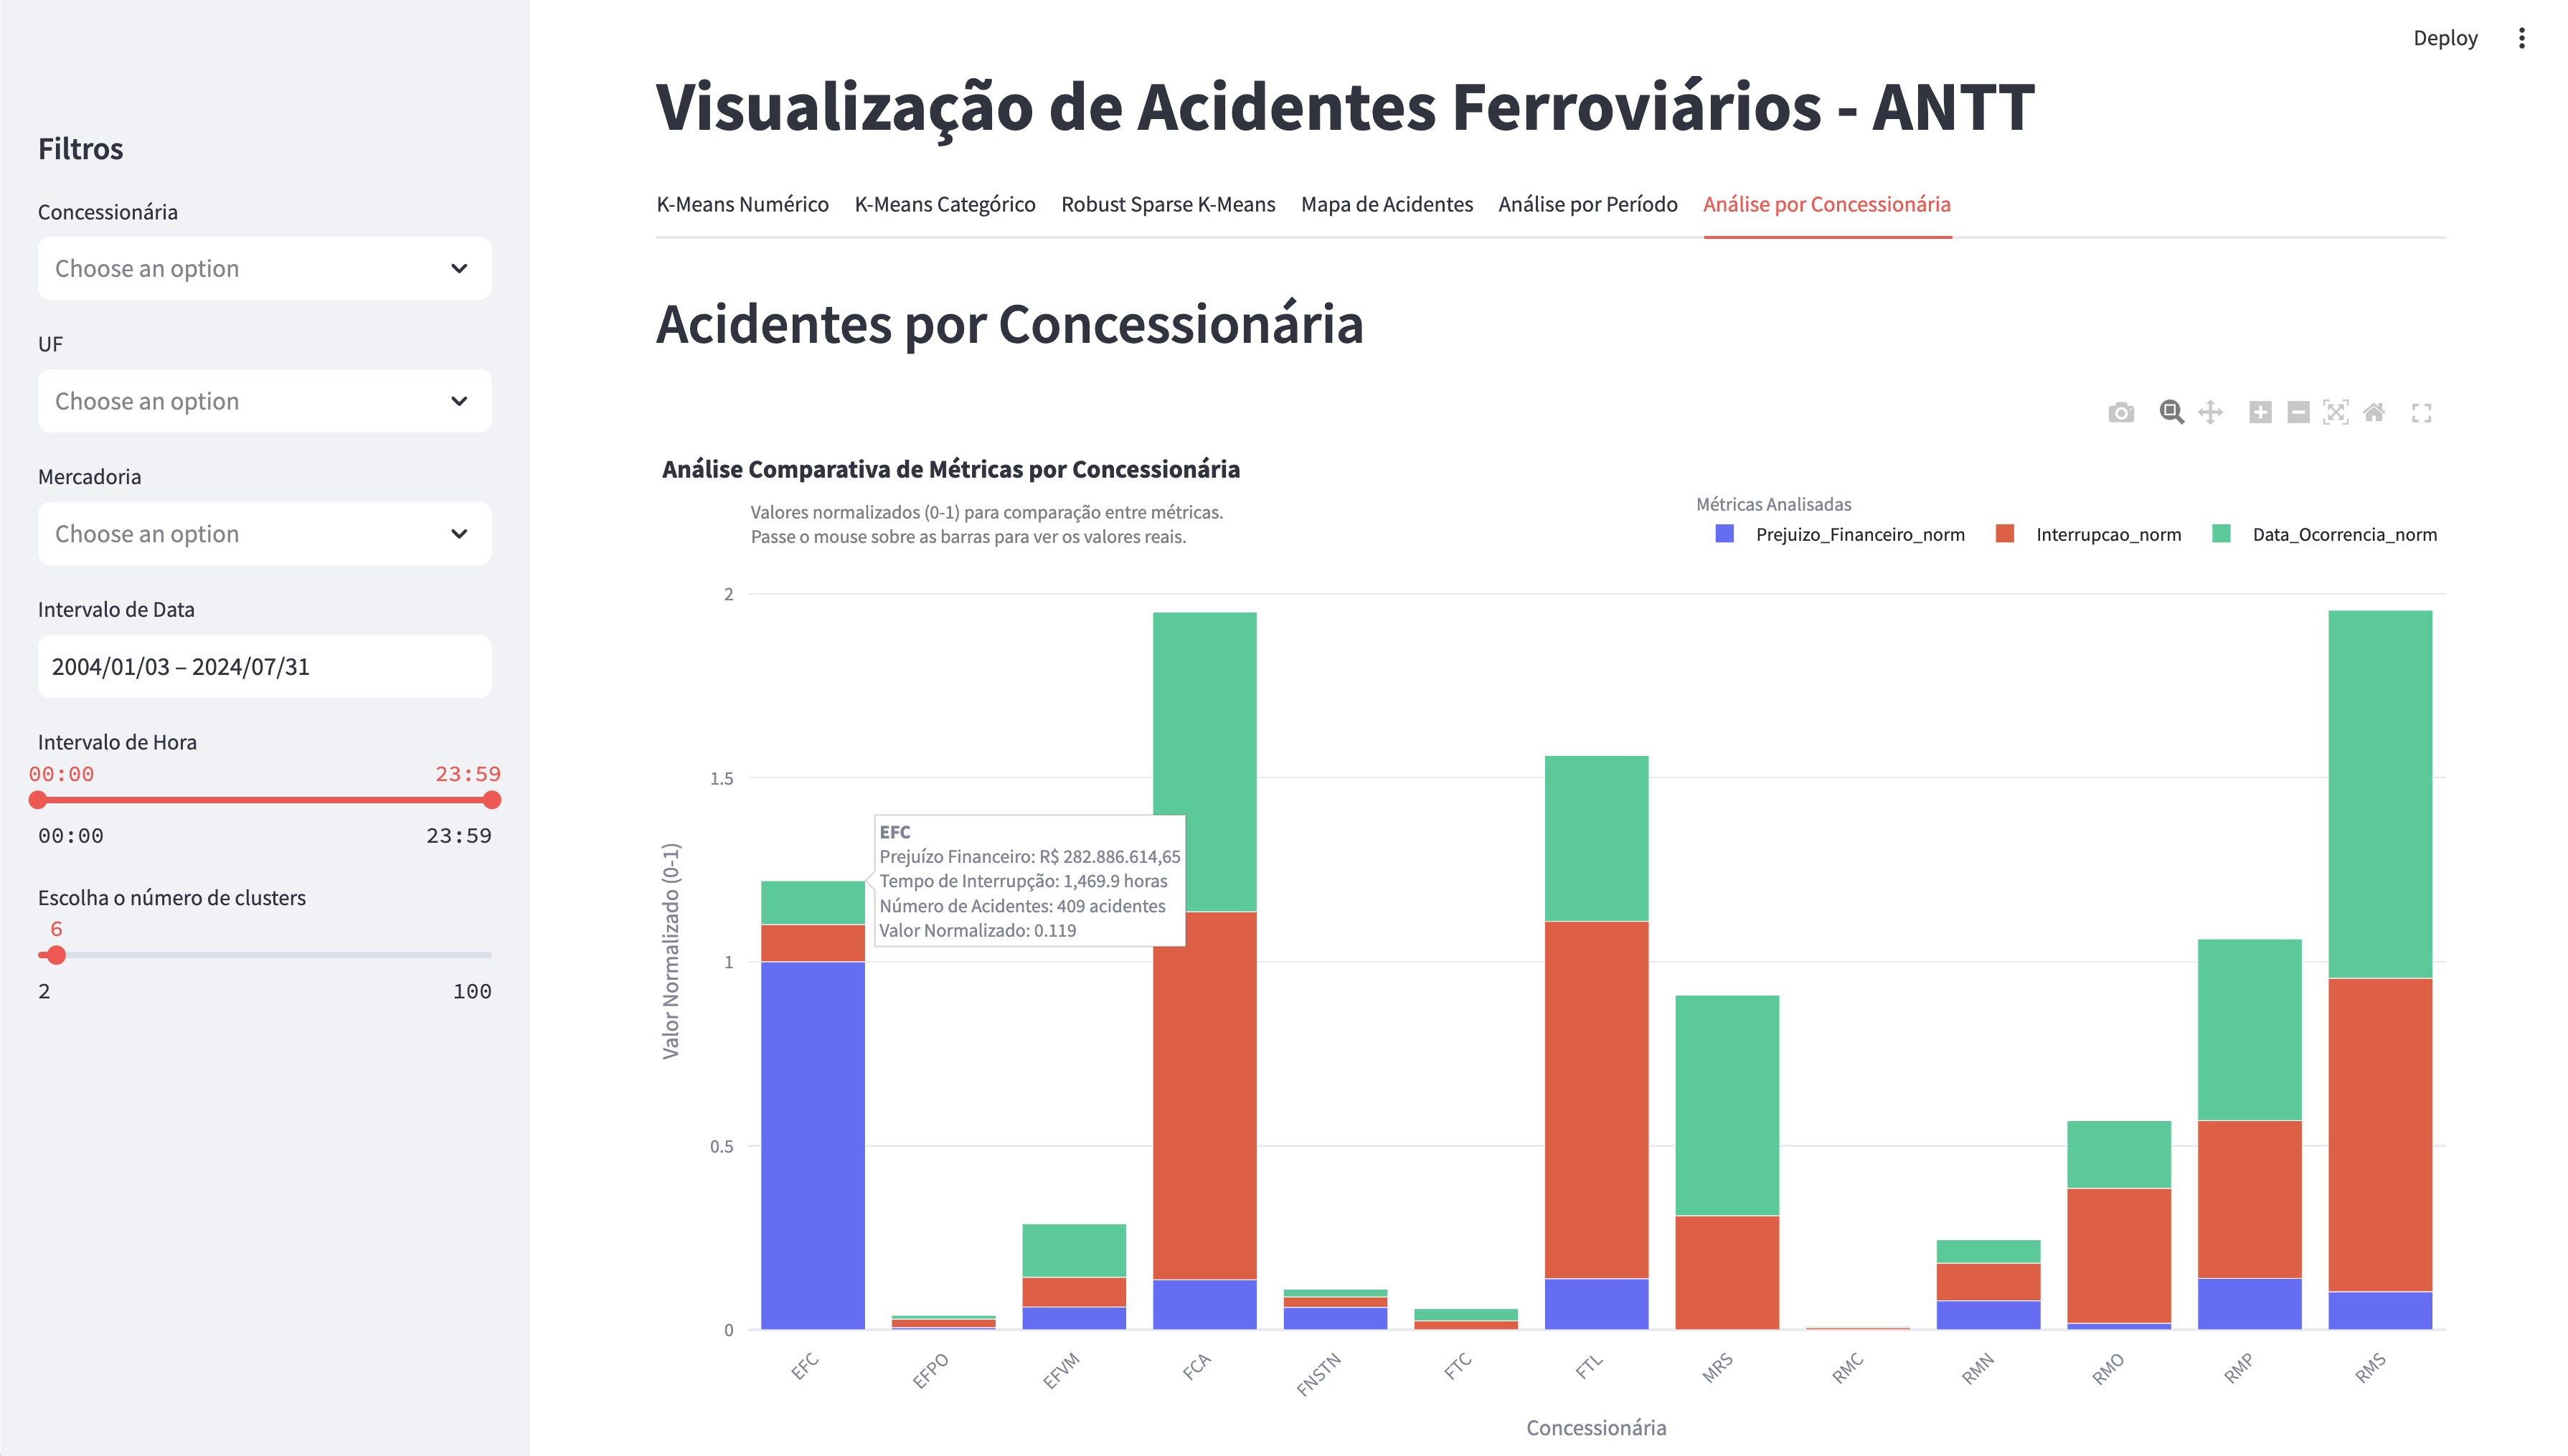 Deploy
Filtros
Concessionária
Choose an option
UF
Choose an option
Mercadoria
Choose an option
Intervalo de Data
2004/01/03 – 2024/07/31
Intervalo de Hora
00:00 23:59
00:00 23:59
Escolha o número de clusters
6
2 100
Visualização de Acidentes Ferroviários - ANTT
K-Means Numérico K-Means Categórico Robust Sparse K-Means Mapa de Acidentes Análise por Período Análise por Concessionária
Acidentes por Concessionária
Análise Comparativa de Métricas por Concessionária
Valores normalizados (0-1) para comparação entre métricas.
Passe o mouse sobre as barras para ver os valores reais.
Métricas Analisadas
Prejuizo_Financeiro_norm Interrupcao_norm Data_Ocorrencia_norm
2
1.5
1
0.5
0
Valor Normalizado (0-1)
EFC
Prejuízo Financeiro: R$ 282.886.614,65
Tempo de Interrupção: 1,469.9 horas
Número de Acidentes: 409 acidentes
Valor Normalizado: 0.119
EFC EFPO EFVM FCA FNSTN FTC FTL MRS RMC RMN RMO RMP RMS
Concessionária